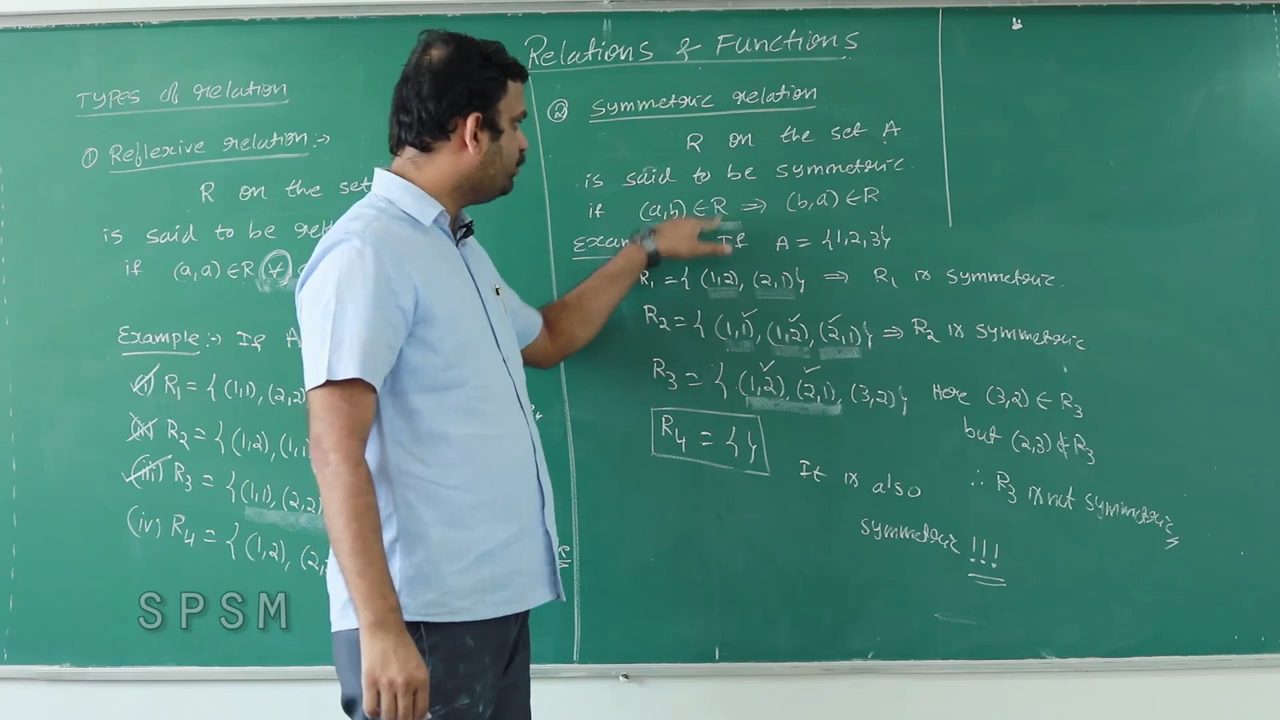 Relations & Functions
TYPES OF relation
① Reflexive relation :-
R on the set
is said to be
if (a,a) ∈ R ∀
Example :- If A
(i) R₁ = { (1,1), (2,2)
(ii) R₂ = { (1,2), (1,1)
(iii) R₃ = { (1,1), (2,2)
(iv) R₄ = { (1,2), (2,
② Symmetric relation
R on the set A
is said to be symmetric
if (a,b) ∈ R ⇒ (b,a) ∈ R
If A = {1,2,3}
R₁ = { (1,2), (2,1) } ⇒ R₁ is symmetric.
R₂ = { (1,1), (1,2), (2,1) } ⇒ R₂ is symmetric
R₃ = { (1,2), (2,1), (3,2) } Here (3,2) ∈ R₃
but (2,3) ∉ R₃
∴ R₃ is not symmetric
R₄ = { }
It is also
symmetric !!!
SPSM